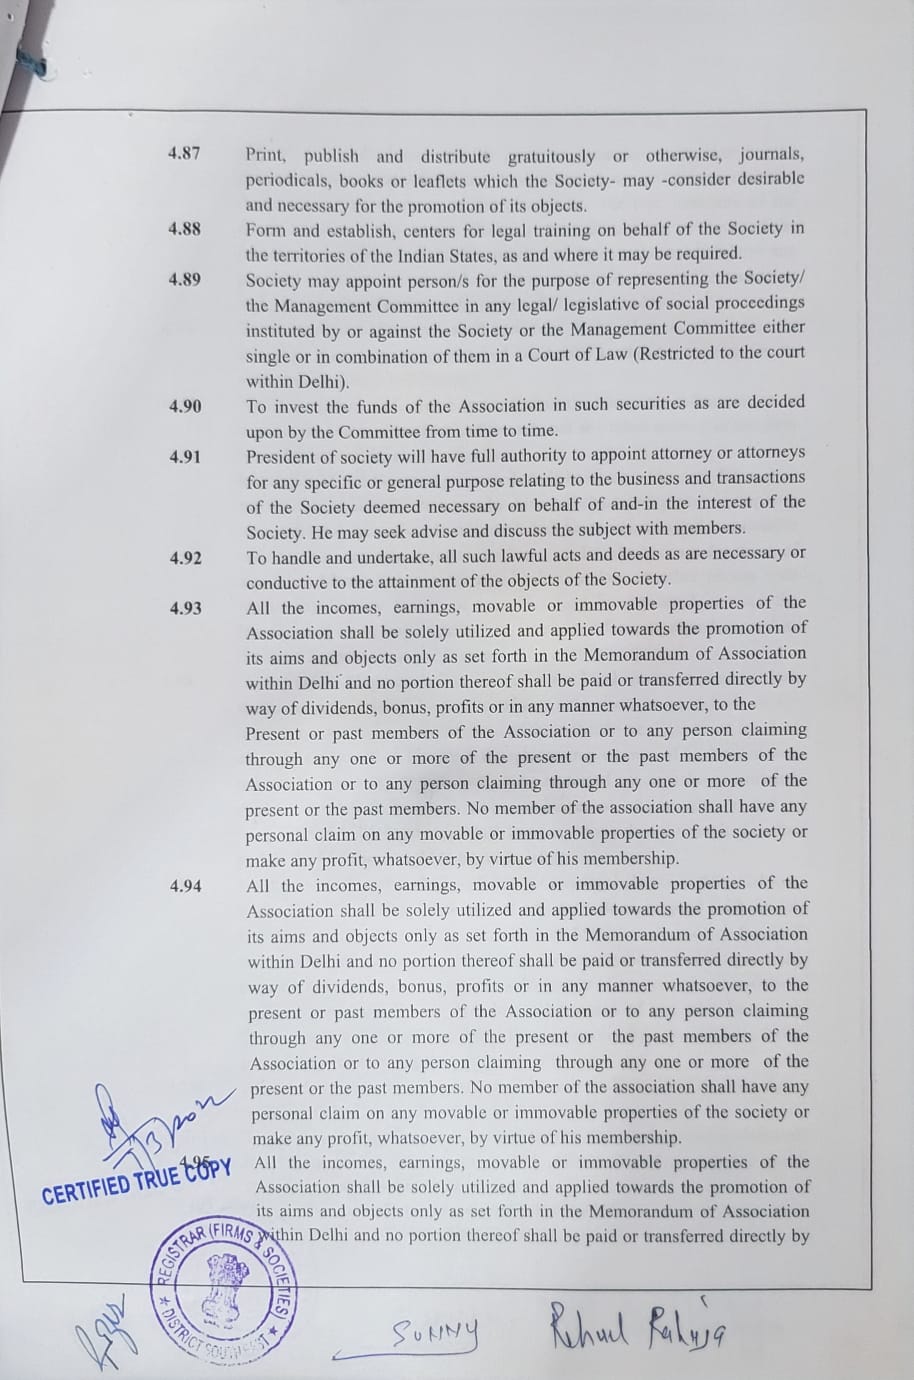 4.87 Print, publish and distribute gratuitously or otherwise, journals,
periodicals, books or leaflets which the Society- may -consider desirable
and necessary for the promotion of its objects.
4.88 Form and establish, centers for legal training on behalf of the Society in
the territories of the Indian States, as and where it may be required.
4.89 Society may appoint person/s for the purpose of representing the Society/
the Management Committee in any legal/ legislative of social proceedings
instituted by or against the Society or the Management Committee either
single or in combination of them in a Court of Law (Restricted to the court
within Delhi).
4.90 To invest the funds of the Association in such securities as are decided
upon by the Committee from time to time.
4.91 President of society will have full authority to appoint attorney or attorneys
for any specific or general purpose relating to the business and transactions
of the Society deemed necessary on behalf of and-in the interest of the
Society. He may seek advise and discuss the subject with members.
4.92 To handle and undertake, all such lawful acts and deeds as are necessary or
conductive to the attainment of the objects of the Society.
4.93 All the incomes, earnings, movable or immovable properties of the
Association shall be solely utilized and applied towards the promotion of
its aims and objects only as set forth in the Memorandum of Association
within Delhi and no portion thereof shall be paid or transferred directly by
way of dividends, bonus, profits or in any manner whatsoever, to the
Present or past members of the Association or to any person claiming
through any one or more of the present or the past members of the
Association or to any person claiming through any one or more of the
present or the past members. No member of the association shall have any
personal claim on any movable or immovable properties of the society or
make any profit, whatsoever, by virtue of his membership.
4.94 All the incomes, earnings, movable or immovable properties of the
Association shall be solely utilized and applied towards the promotion of
its aims and objects only as set forth in the Memorandum of Association
within Delhi and no portion thereof shall be paid or transferred directly by
way of dividends, bonus, profits or in any manner whatsoever, to the
present or past members of the Association or to any person claiming
through any one or more of the present or the past members of the
Association or to any person claiming through any one or more of the
present or the past members. No member of the association shall have any
personal claim on any movable or immovable properties of the society or
make any profit, whatsoever, by virtue of his membership.
4.95 All the incomes, earnings, movable or immovable properties of the
Association shall be solely utilized and applied towards the promotion of
its aims and objects only as set forth in the Memorandum of Association
within Delhi and no portion thereof shall be paid or transferred directly by
CERTIFIED TRUE COPY
REGISTRAR (FIRMS & SOCIETIES)
DISTRICT
SUNNY
Rahul Raheja